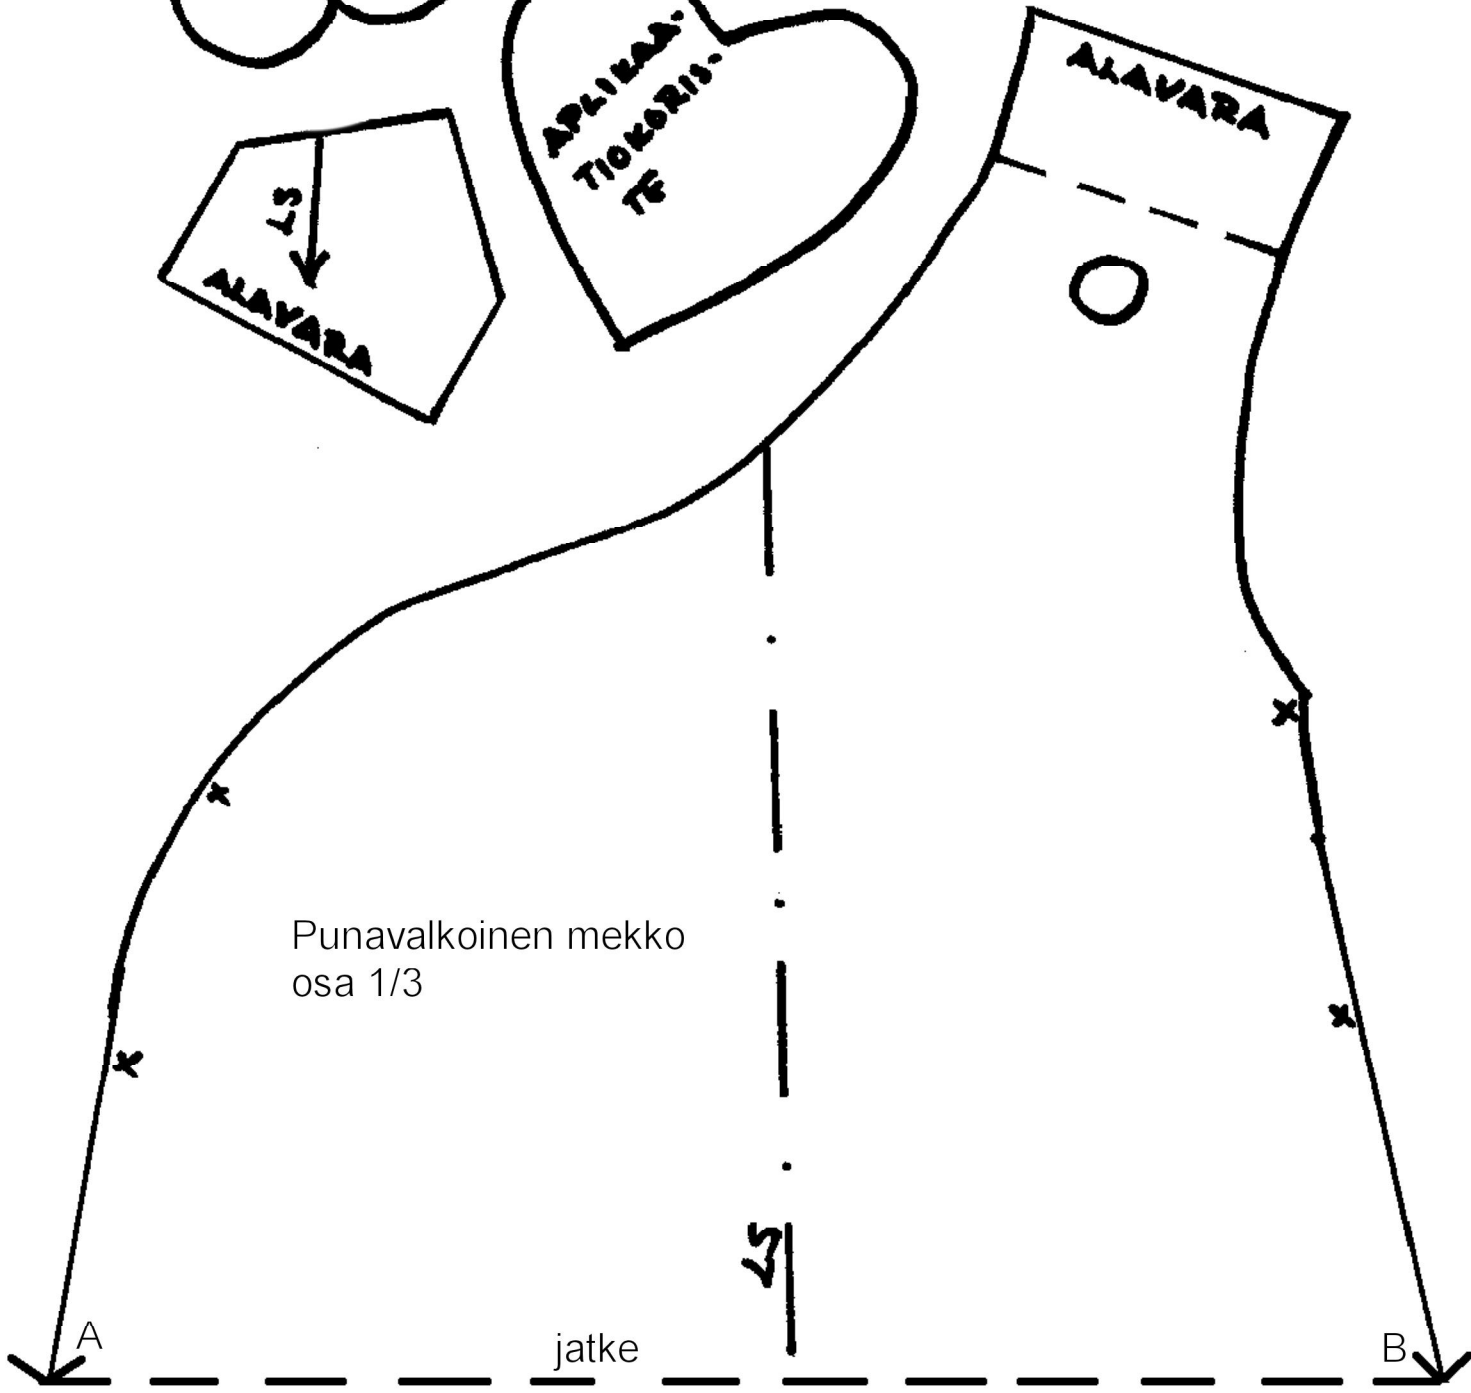 ALAVARA
APLIKAA-
TIOKORIS-
TE
LS
ALAVARA
Punavalkoinen mekko
osa 1/3
LS
A
jatke
B